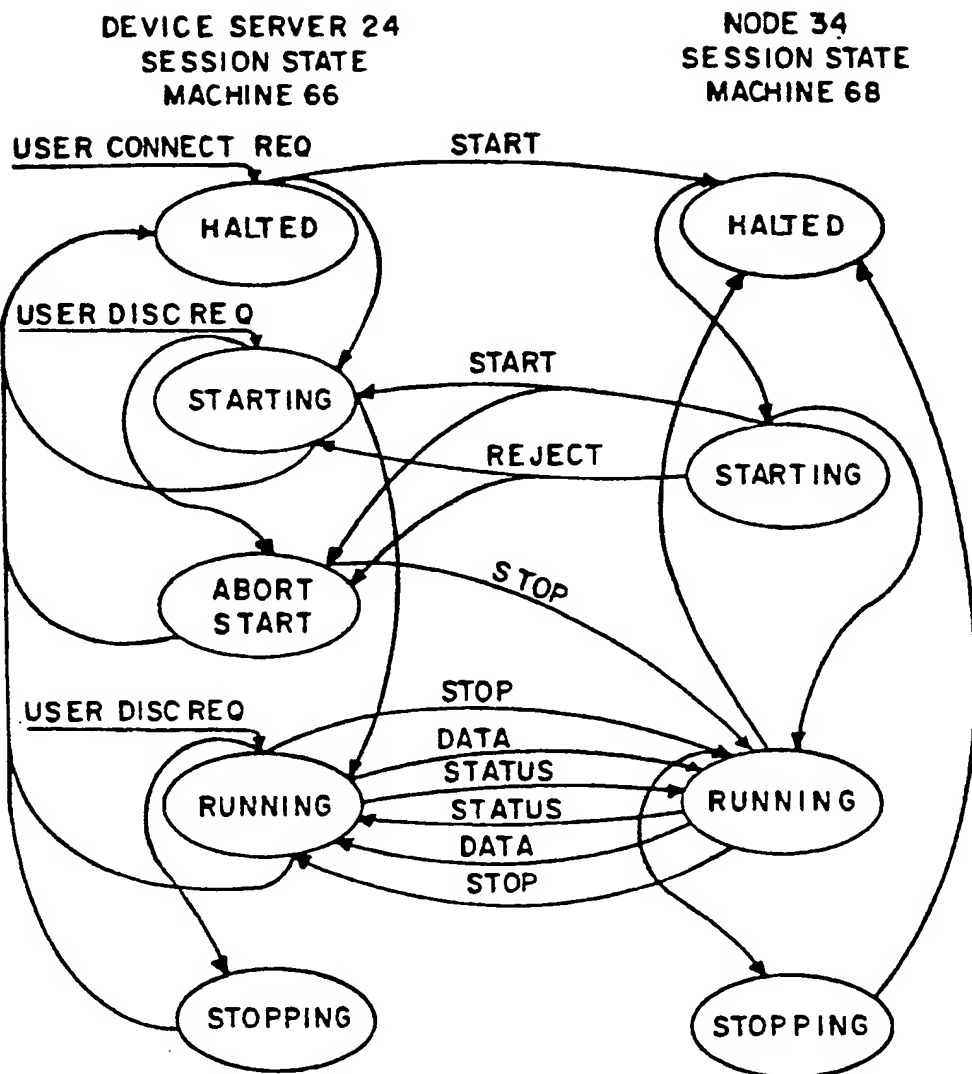 DEVICE SERVER 24
SESSION STATE
MACHINE 66
NODE 34
SESSION STATE
MACHINE 68
USER CONNECT REQ
START
HALTED
HALTED
USER DISC REQ
START
STARTING
REJECT
STARTING
ABORT
START
STOP
USER DISC REQ
STOP
DATA
STATUS
RUNNING
RUNNING
STATUS
DATA
STOP
STOPPING
STOPPING